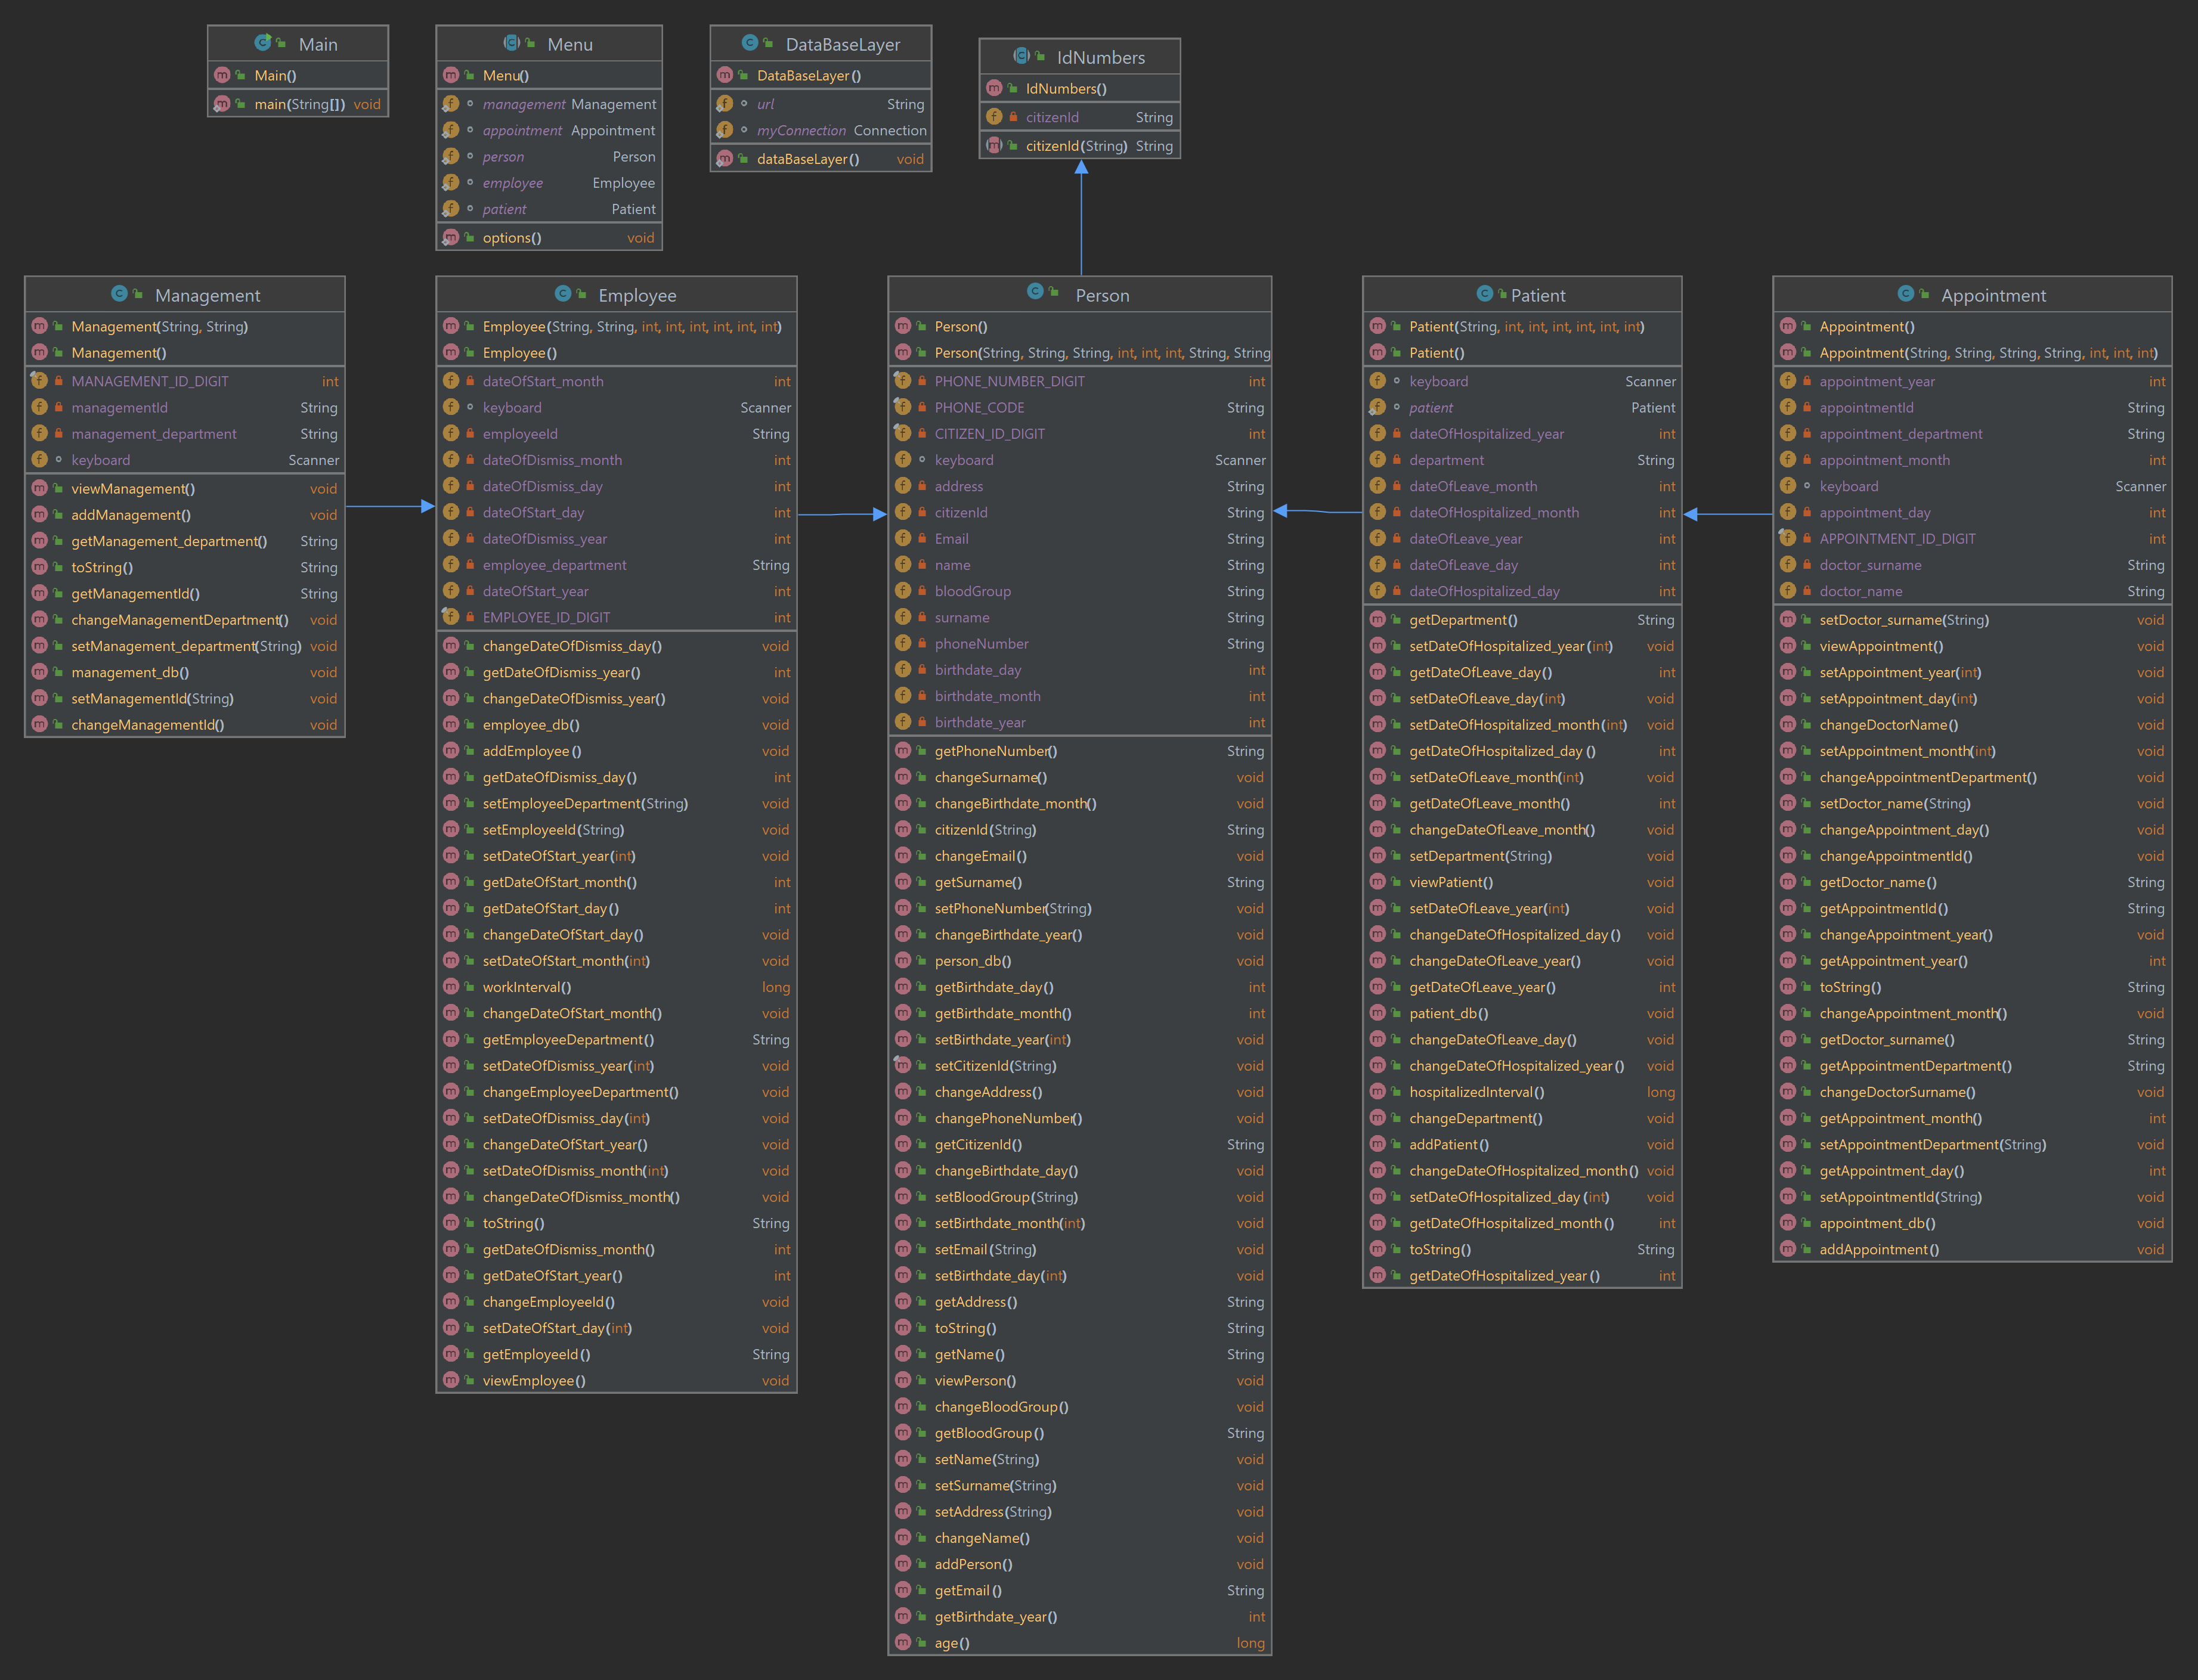 Main
Main()
main(String[]) void
Menu
Menu()
management Management
appointment Appointment
person Person
employee Employee
patient Patient
options() void
DataBaseLayer
DataBaseLayer()
url String
myConnection Connection
dataBaseLayer() void
IdNumbers
IdNumbers()
citizenId String
citizenId(String) String
Management
Management(String, String)
Management()
MANAGEMENT_ID_DIGIT int
managementId String
management_department String
keyboard Scanner
viewManagement() void
addManagement() void
getManagement_department() String
toString() String
getManagementId() String
changeManagementDepartment() void
setManagement_department(String) void
management_db() void
setManagementId(String) void
changeManagementId() void
Employee
Employee(String, String, int, int, int, int, int, int)
Employee()
dateOfStart_month int
keyboard Scanner
employeeId String
dateOfDismiss_month int
dateOfDismiss_day int
dateOfStart_day int
dateOfDismiss_year int
employee_department String
dateOfStart_year int
EMPLOYEE_ID_DIGIT int
changeDateOfDismiss_day() void
getDateOfDismiss_year() int
changeDateOfDismiss_year() void
employee_db() void
addEmployee() void
getDateOfDismiss_day() int
setEmployeeDepartment(String) void
setEmployeeId(String) void
setDateOfStart_year(int) void
getDateOfStart_month() int
getDateOfStart_day() int
changeDateOfStart_day() void
setDateOfStart_month(int) void
workInterval() long
changeDateOfStart_month() void
getEmployeeDepartment() String
setDateOfDismiss_year(int) void
changeEmployeeDepartment() void
setDateOfDismiss_day(int) void
changeDateOfStart_year() void
setDateOfDismiss_month(int) void
changeDateOfDismiss_month() void
toString() String
getDateOfDismiss_month() int
getDateOfStart_year() int
changeEmployeeId() void
setDateOfStart_day(int) void
getEmployeeId() String
viewEmployee() void
Person
Person()
Person(String, String, String, int, int, int, String, String
PHONE_NUMBER_DIGIT int
PHONE_CODE String
CITIZEN_ID_DIGIT int
keyboard Scanner
address String
citizenId String
Email String
name String
bloodGroup String
surname String
phoneNumber String
birthdate_day int
birthdate_month int
birthdate_year int
getPhoneNumber() String
changeSurname() void
changeBirthdate_month() void
citizenId(String) String
changeEmail() void
getSurname() String
setPhoneNumber(String) void
changeBirthdate_year() void
person_db() void
getBirthdate_day() int
getBirthdate_month() int
setBirthdate_year(int) void
setCitizenId(String) void
changeAddress() void
changePhoneNumber() void
getCitizenId() String
changeBirthdate_day() void
setBloodGroup(String) void
setBirthdate_month(int) void
setEmail(String) void
setBirthdate_day(int) void
getAddress() String
toString() String
getName() String
viewPerson() void
changeBloodGroup() void
getBloodGroup() String
setName(String) void
setSurname(String) void
setAddress(String) void
changeName() void
addPerson() void
getEmail() String
getBirthdate_year() int
age() long
Patient
Patient(String, int, int, int, int, int, int)
Patient()
keyboard Scanner
patient Patient
dateOfHospitalized_year int
department String
dateOfLeave_month int
dateOfHospitalized_month int
dateOfLeave_year int
dateOfLeave_day int
dateOfHospitalized_day int
getDepartment() String
setDateOfHospitalized_year(int) void
getDateOfLeave_day() int
setDateOfLeave_day(int) void
setDateOfHospitalized_month(int) void
getDateOfHospitalized_day() int
setDateOfLeave_month(int) void
getDateOfLeave_month() int
changeDateOfLeave_month() void
setDepartment(String) void
viewPatient() void
setDateOfLeave_year(int) void
changeDateOfHospitalized_day() void
changeDateOfLeave_year() void
getDateOfLeave_year() int
patient_db() void
changeDateOfLeave_day() void
changeDateOfHospitalized_year() void
hospitalizedInterval() long
changeDepartment() void
addPatient() void
changeDateOfHospitalized_month() void
setDateOfHospitalized_day(int) void
getDateOfHospitalized_month() int
toString() String
getDateOfHospitalized_year() int
Appointment
Appointment()
Appointment(String, String, String, String, int, int, int)
appointment_year int
appointmentId String
appointment_department String
appointment_month int
keyboard Scanner
appointment_day int
APPOINTMENT_ID_DIGIT int
doctor_surname String
doctor_name String
setDoctor_surname(String) void
viewAppointment() void
setAppointment_year(int) void
setAppointment_day(int) void
changeDoctorName() void
setAppointment_month(int) void
changeAppointmentDepartment() void
setDoctor_name(String) void
changeAppointment_day() void
changeAppointmentId() void
getDoctor_name() String
getAppointmentId() String
changeAppointment_year() void
getAppointment_year() int
toString() String
changeAppointment_month() void
getDoctor_surname() String
getAppointmentDepartment() String
changeDoctorSurname() void
getAppointment_month() int
setAppointmentDepartment(String) void
getAppointment_day() int
setAppointmentId(String) void
appointment_db() void
addAppointment() void